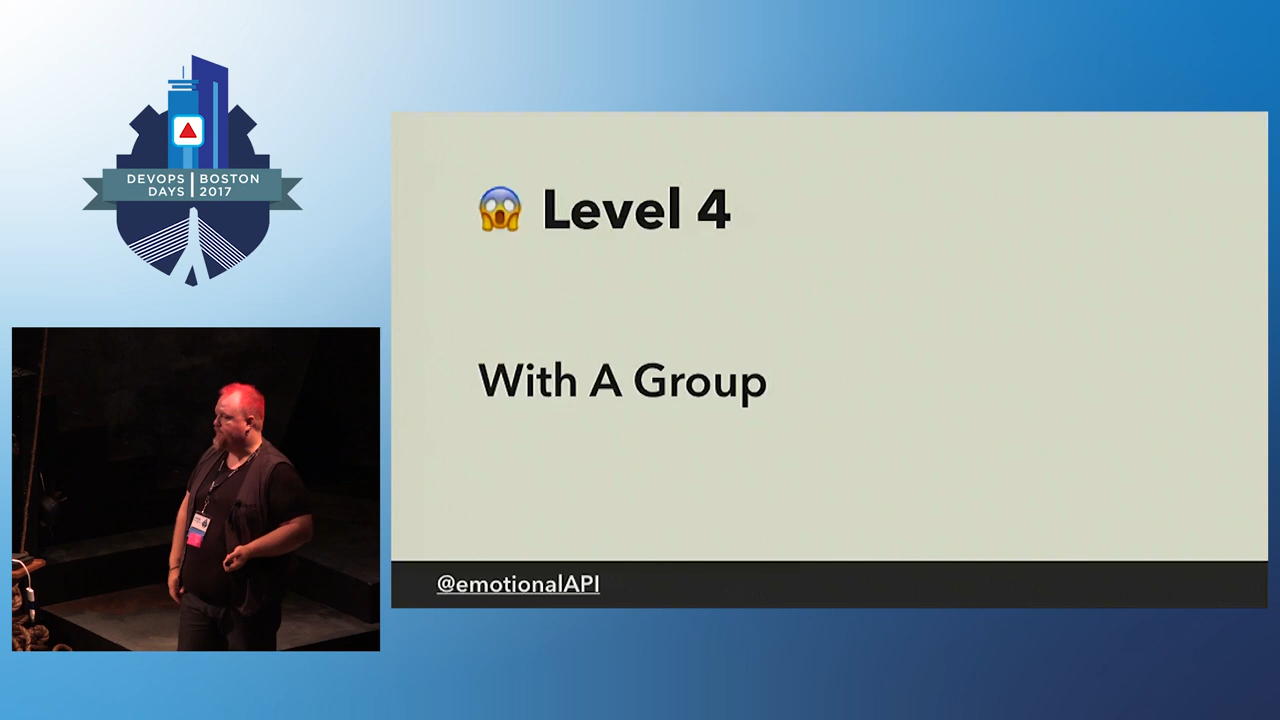 DEVOPS BOSTON
DAYS 2017
😱 Level 4
With A Group
@emotionalAPI